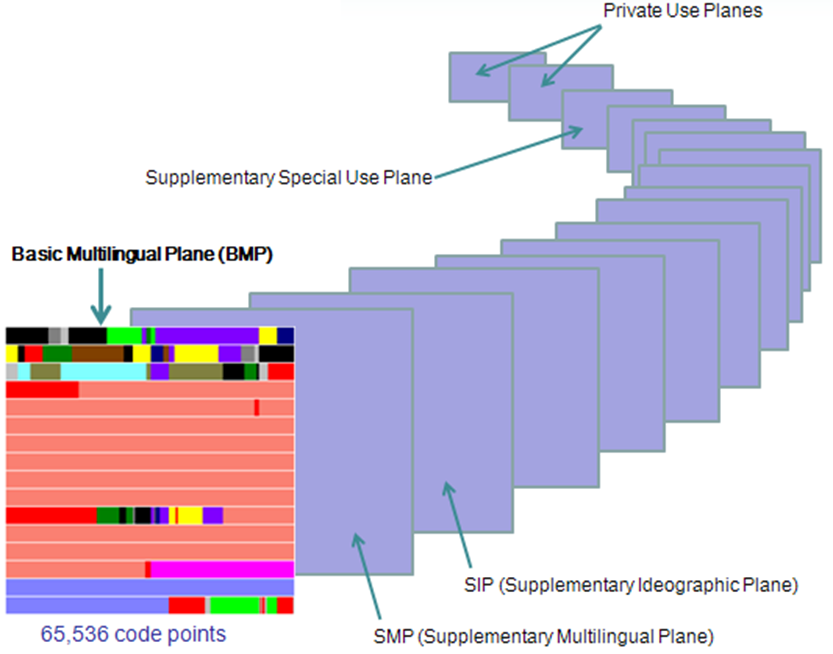 Private Use Planes
Supplementary Special Use Plane
Basic Multilingual Plane (BMP)
SIP (Supplementary Ideographic Plane)
65,536 code points
SMP (Supplementary Multilingual Plane)